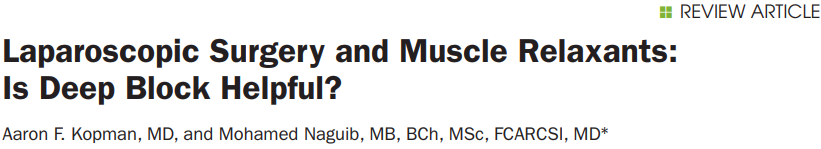 REVIEW ARTICLE
Laparoscopic Surgery and Muscle Relaxants:
Is Deep Block Helpful?
Aaron F. Kopman, MD, and Mohamed Naguib, MB, BCh, MSc, FCARCSI, MD*